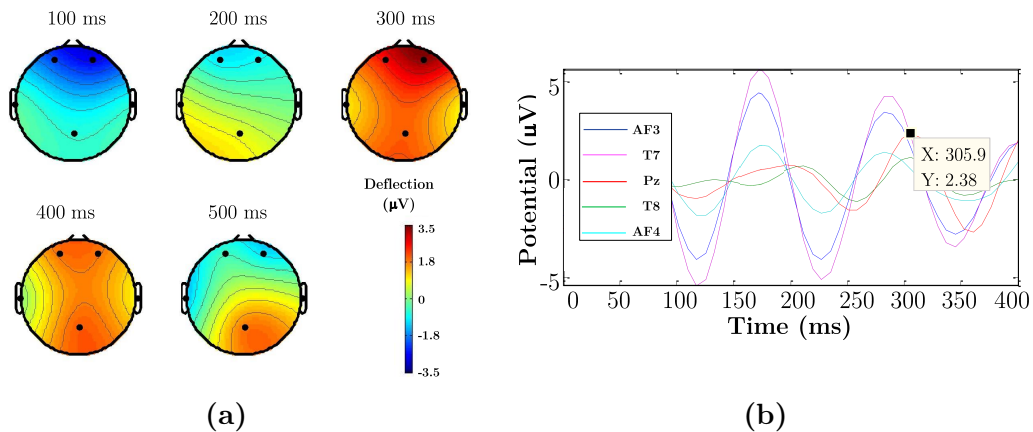 100 ms
200 ms
300 ms
Deflection
(µV)
400 ms
500 ms
3.5
1.8
0
-1.8
-3.5
(a)
Potential (µV)
5
0
-5
AF3
T7
Pz
T8
AF4
X: 305.9
Y: 2.38
0 50 100 150 200 250 300 350 400
Time (ms)
(b)